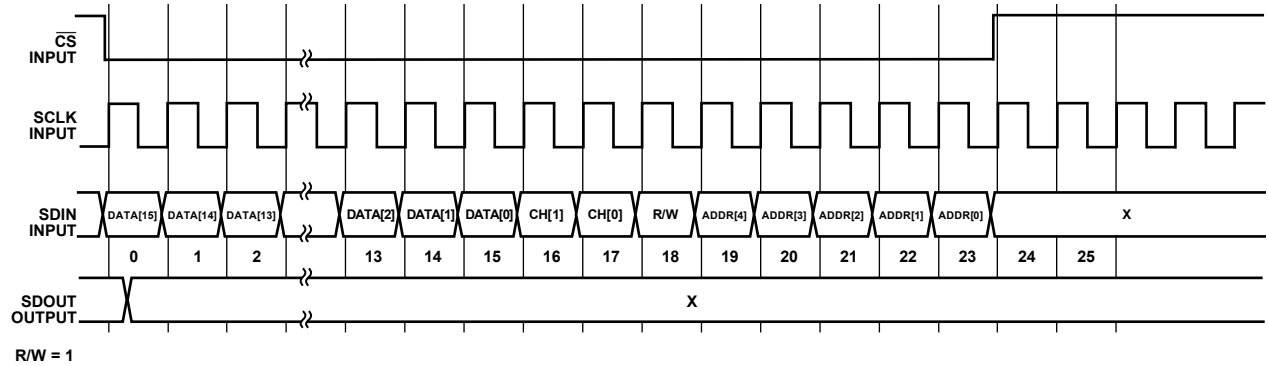 CS
INPUT
SCLK
INPUT
SDIN
INPUT
DATA[15] DATA[14] DATA[13] DATA[2] DATA[1] DATA[0] CH[1] CH[0] R/W ADDR[4] ADDR[3] ADDR[2] ADDR[1] ADDR[0] X
0 1 2 13 14 15 16 17 18 19 20 21 22 23 24 25
SDOUT
OUTPUT
X
R/W = 1